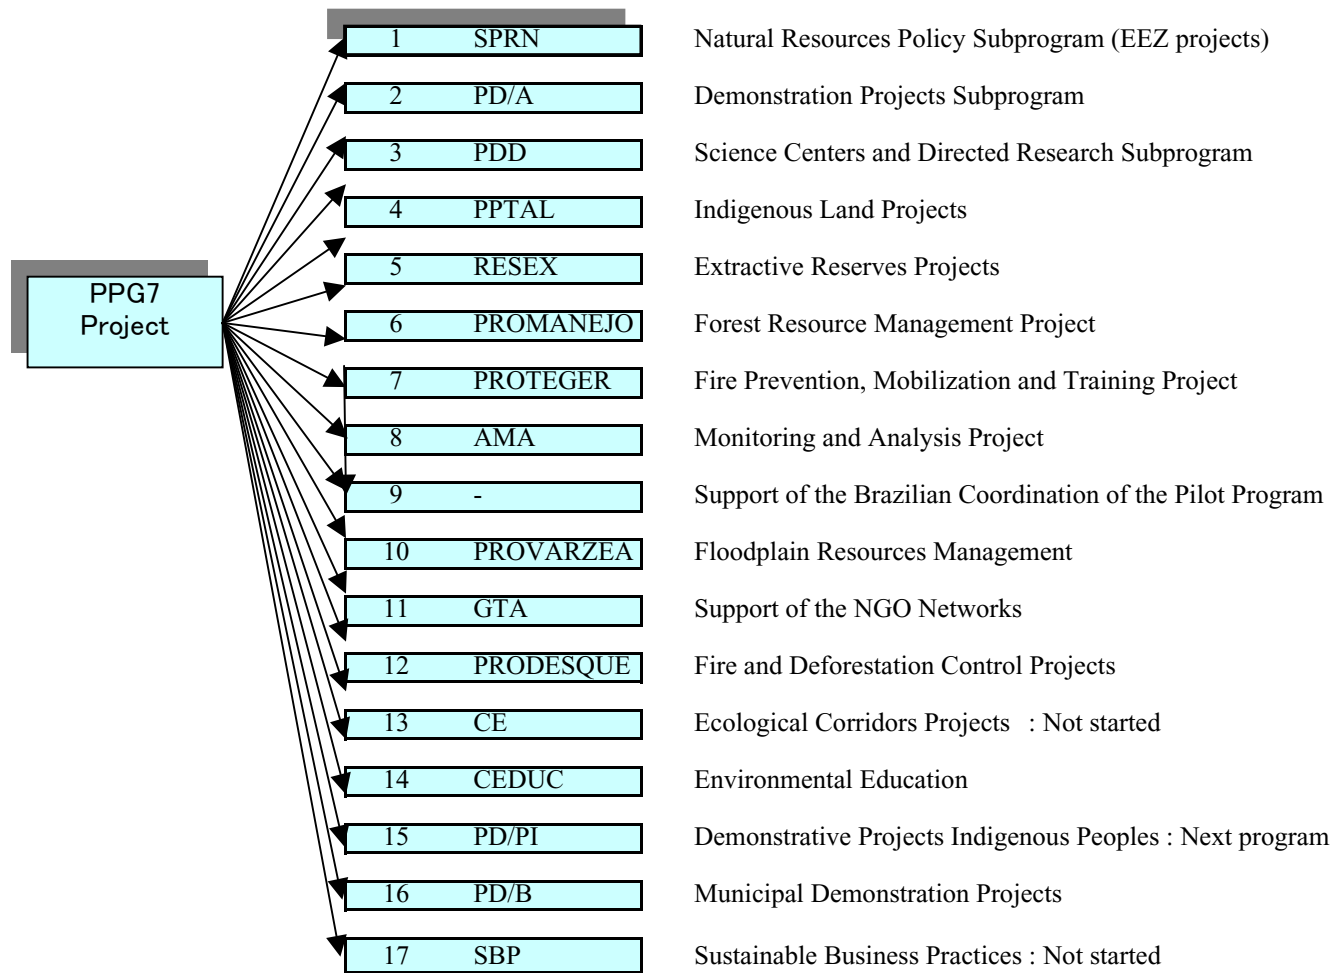 1 SPRN Natural Resources Policy Subprogram (EEZ projects)
2 PD/A Demonstration Projects Subprogram
3 PDD Science Centers and Directed Research Subprogram
4 PPTAL Indigenous Land Projects
5 RESEX Extractive Reserves Projects
PPG7
Project
6 PROMANEJO Forest Resource Management Project
7 PROTEGER Fire Prevention, Mobilization and Training Project
8 AMA Monitoring and Analysis Project
9 - Support of the Brazilian Coordination of the Pilot Program
10 PROVARZEA Floodplain Resources Management
11 GTA Support of the NGO Networks
12 PRODESQUE Fire and Deforestation Control Projects
13 CE Ecological Corridors Projects : Not started
14 CEDUC Environmental Education
15 PD/PI Demonstrative Projects Indigenous Peoples : Next program
16 PD/B Municipal Demonstration Projects
17 SBP Sustainable Business Practices : Not started